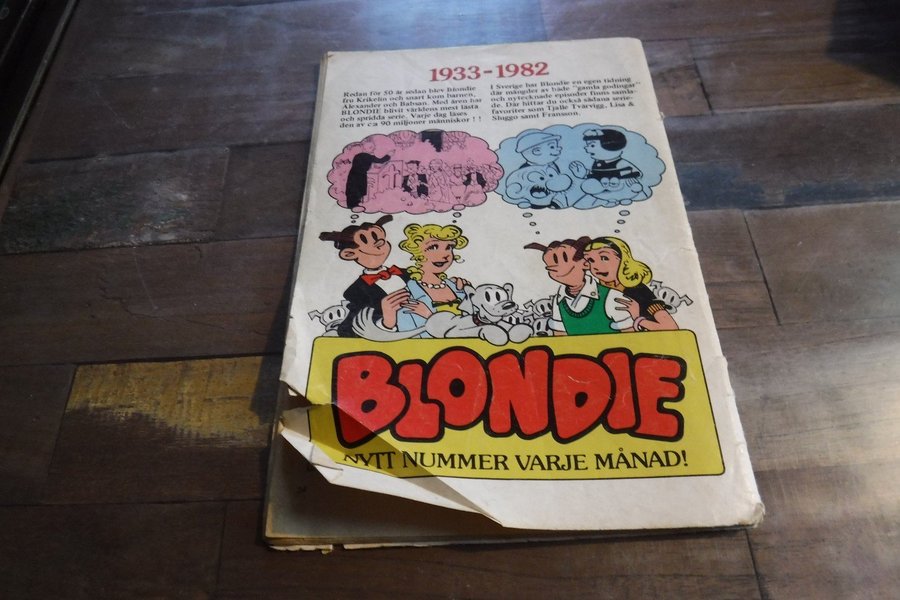 1933-1982
Redan för 50 år sedan blev Blondie
fru Krikelin och snart kom barnen,
Alexander och Babsan. Med åren har
BLONDIE blivit världens mest lästa
och spridda serie. Varje dag läses
den av ca 90 miljoner människor!!
I Sverige har Blondie en egen tidning
där mängder av både "gamla godingar"
och nytecknade episoder finns samla-
de. Där hittar du också sådana serie-
favoriter som Tjalle Tvärvigg, Lisa &
Sluggo samt Fransson.
BLONDIE
NYTT NUMMER VARJE MÅNAD!